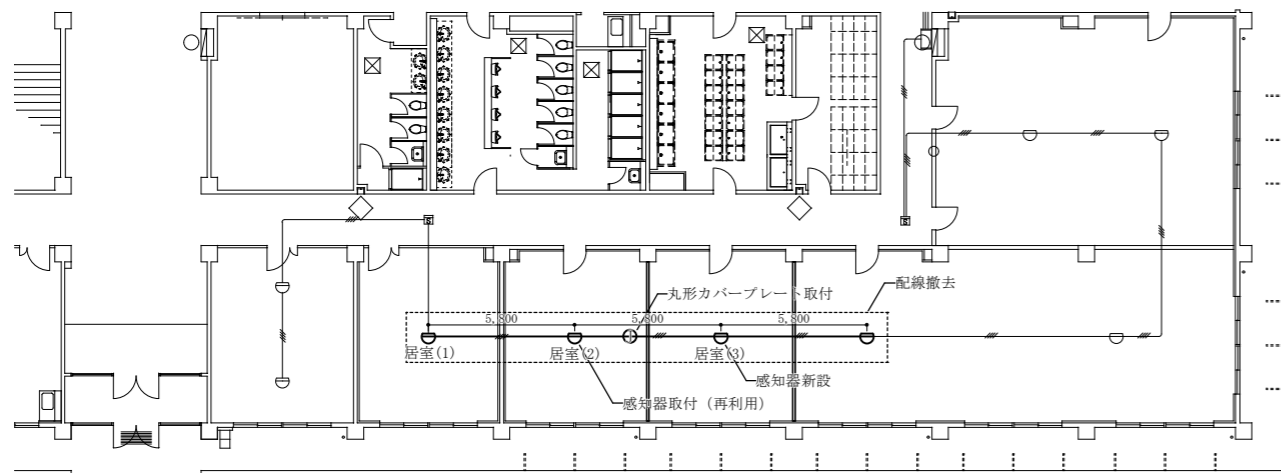 配線撤去
丸形カバープレート取付
5,800
5,800
5,800
居室(1)
居室(2)
居室(3)
感知器新設
感知器取付（再利用）